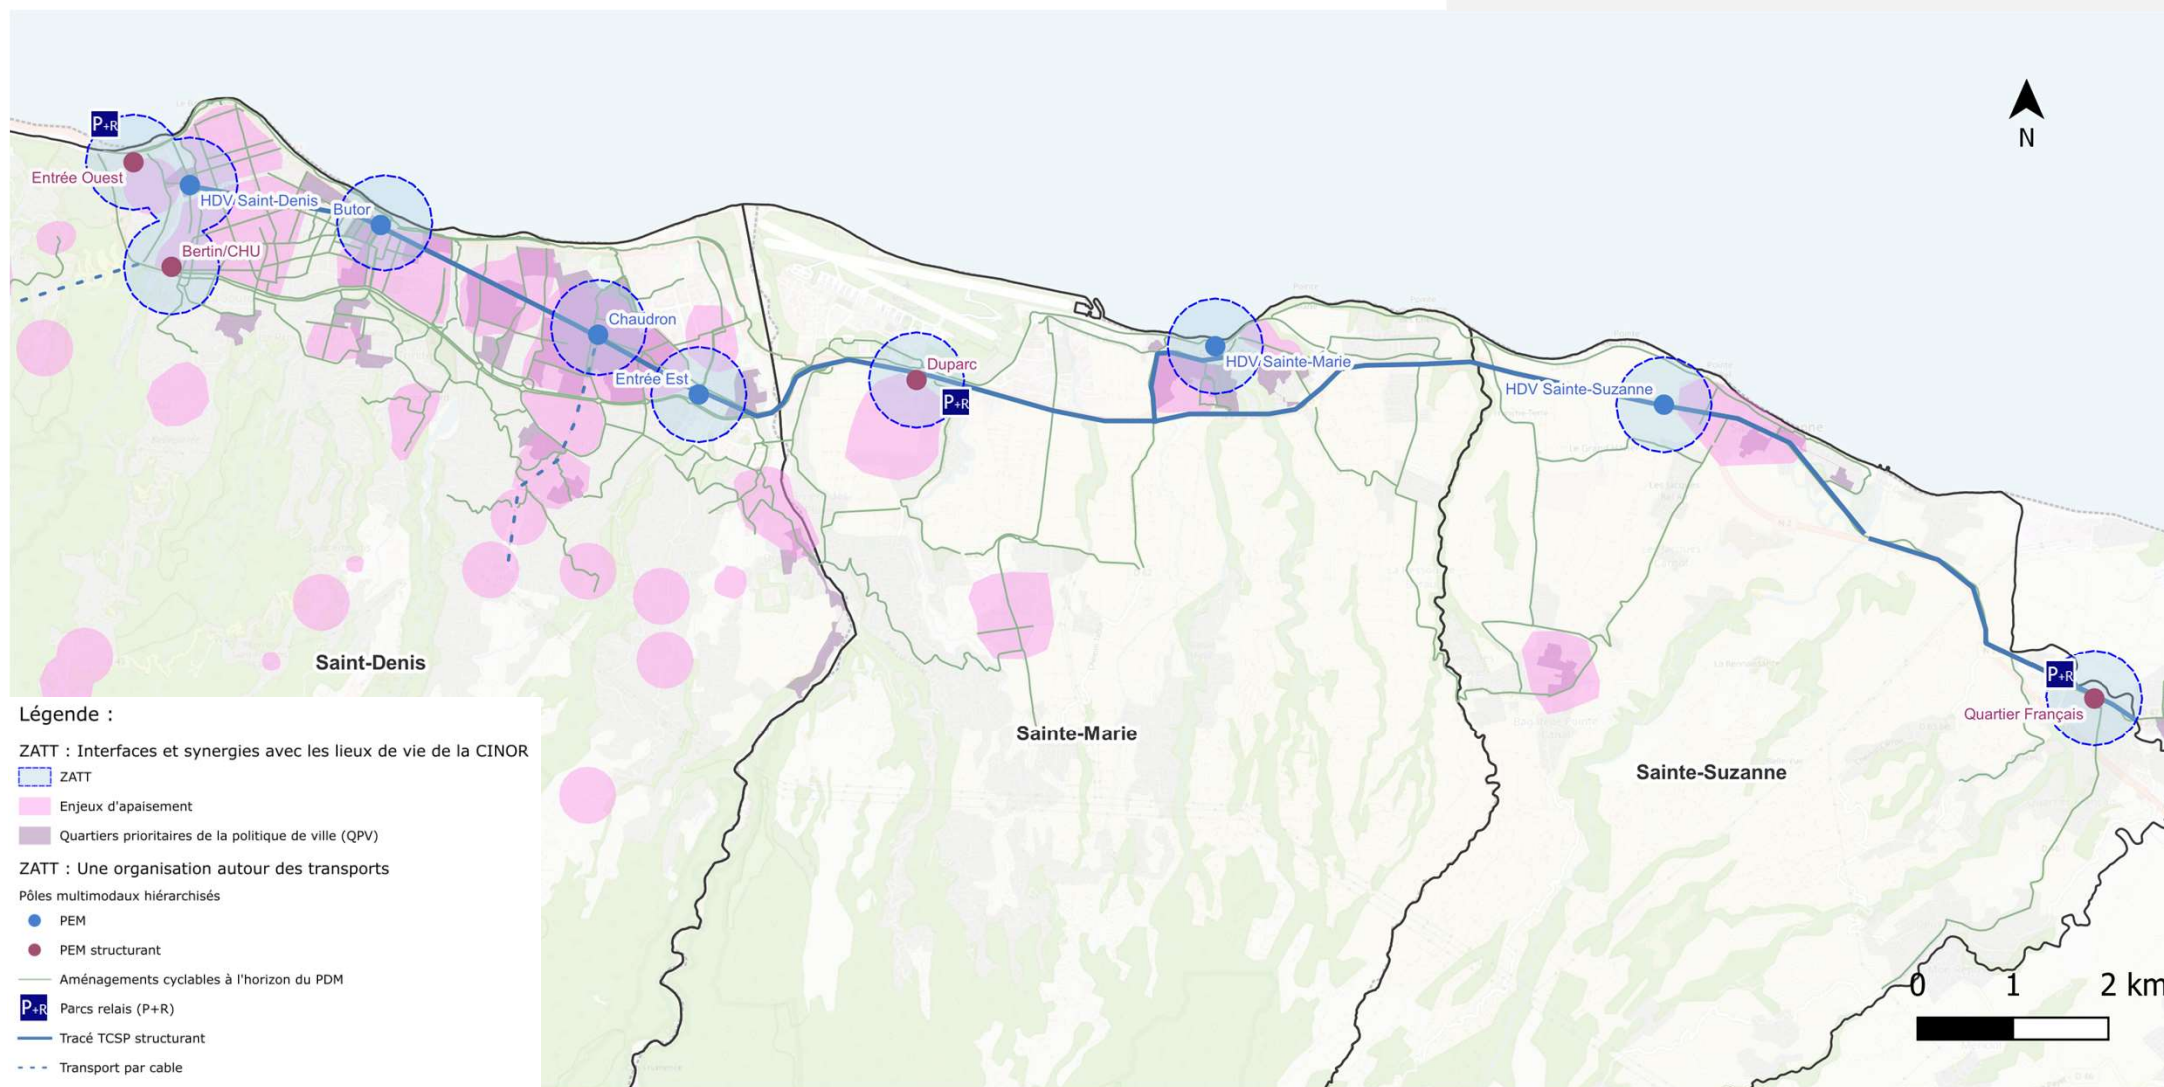 N
P+R
Entrée Ouest
HDV Saint-Denis
Butor
Bertin/CHU
Chaudron
Entrée Est
Duparc
P+R
HDV Sainte-Marie
HDV Sainte-Suzanne
P+R
Quartier Français
Saint-Denis
Sainte-Marie
Sainte-Suzanne
0 1 2 km
Légende :
ZATT : Interfaces et synergies avec les lieux de vie de la CINOR
ZATT
Enjeux d'apaisement
Quartiers prioritaires de la politique de ville (QPV)
ZATT : Une organisation autour des transports
Pôles multimodaux hiérarchisés
PEM
PEM structurant
Aménagements cyclables à l'horizon du PDM
P+R Parcs relais (P+R)
Tracé TCSP structurant
Transport par cable